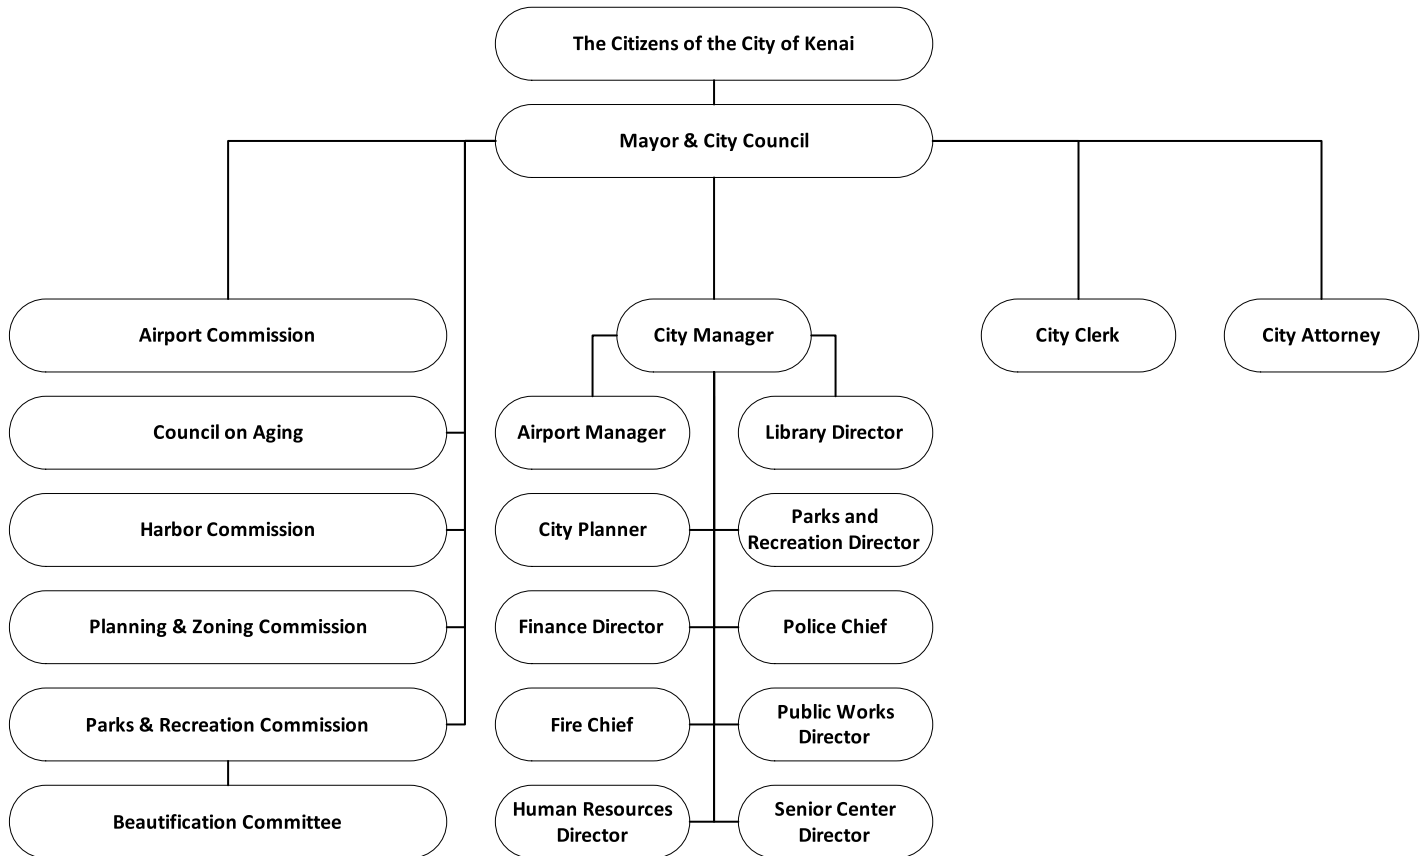 The Citizens of the City of Kenai
Mayor & City Council
Airport Commission
City Manager
City Clerk
City Attorney
Council on Aging
Airport Manager
Library Director
Harbor Commission
City Planner
Parks and
Recreation Director
Planning & Zoning Commission
Finance Director
Police Chief
Parks & Recreation Commission
Fire Chief
Public Works
Director
Beautification Committee
Human Resources
Director
Senior Center
Director